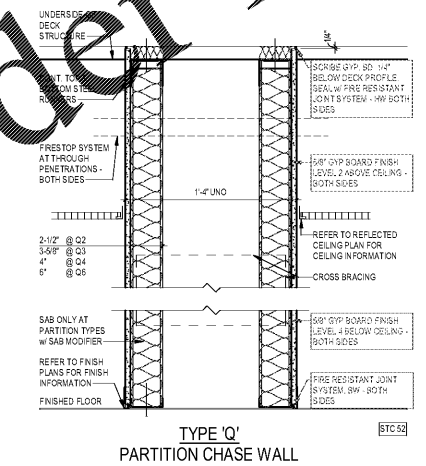 UNDERSIDE OF
DECK
STRUCTURE
BOTTOM STEEL
RUNNERS
FIRESTOP SYSTEM
AT THROUGH
PENETRATIONS -
BOTH SIDES
2-1/2" @ Q2
3-5/8" @ Q3
4" @ Q4
6" @ Q6
SAB ONLY AT
PARTITION TYPES
w/ SAB MODIFIER
REFER TO FINISH
PLANS FOR FINISH
INFORMATION
FINISHED FLOOR
1'-4" UNO
1/4"
SCRIBE GYP. BD. 1/4"
BELOW DECK PROFILE
SEAL w/ FIRE RESISTANT
JOINT SYSTEM - HW BOTH
SIDES
5/8" GYP BOARD FINISH
LEVEL 2 ABOVE CEILING -
BOTH SIDES
REFER TO REFLECTED
CEILING PLAN FOR
CEILING INFORMATION
CROSS BRACING
5/8" GYP BOARD FINISH
LEVEL 4 BELOW CEILING -
BOTH SIDES
FIRE RESISTANT JOINT
SYSTEM, BW - BOTH
SIDES
STC 52
TYPE 'Q'
PARTITION CHASE WALL